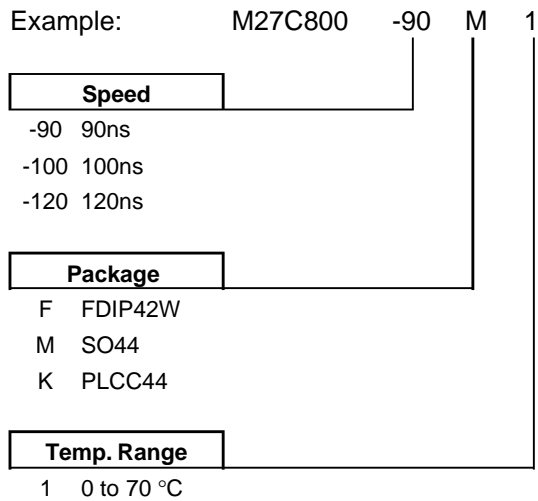 Example: M27C800 -90 M 1
Speed
-90 90ns
-100 100ns
-120 120ns
Package
F FDIP42W
M SO44
K PLCC44
Temp. Range
1 0 to 70 °C